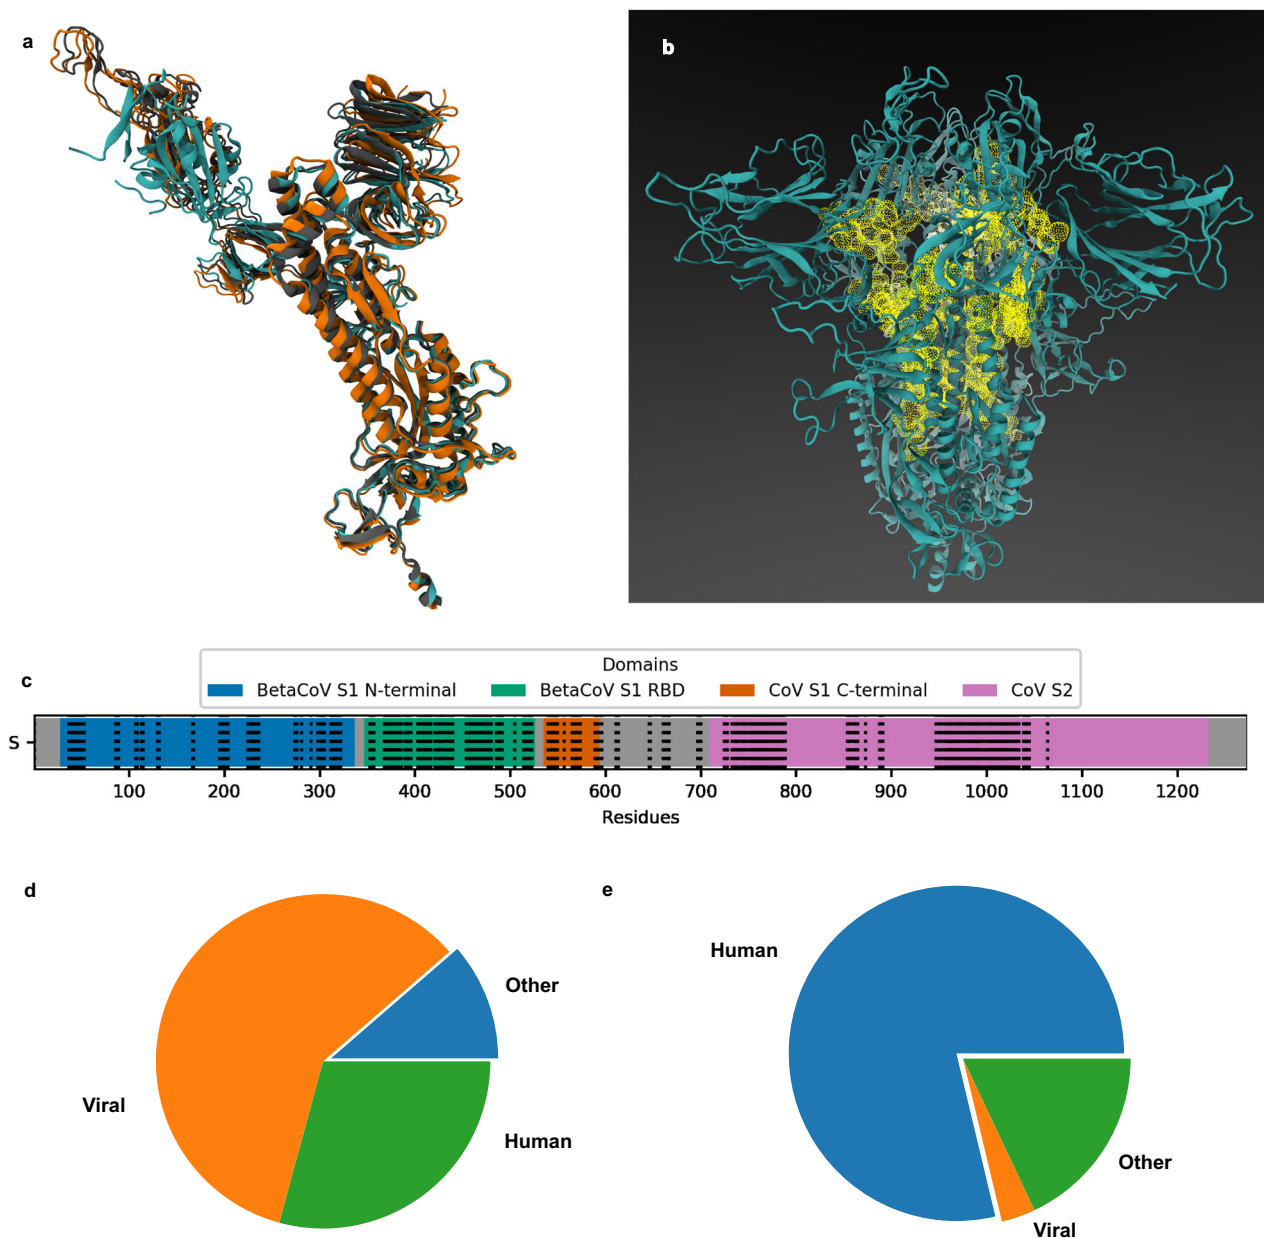 a
b
c
Domains
BetaCoV S1 N-terminal BetaCoV S1 RBD CoV S1 C-terminal CoV S2
S
100 200 300 400 500 600 700 800 900 1000 1100 1200
Residues
d
e
Human
Other
Viral
Human
Other
Viral